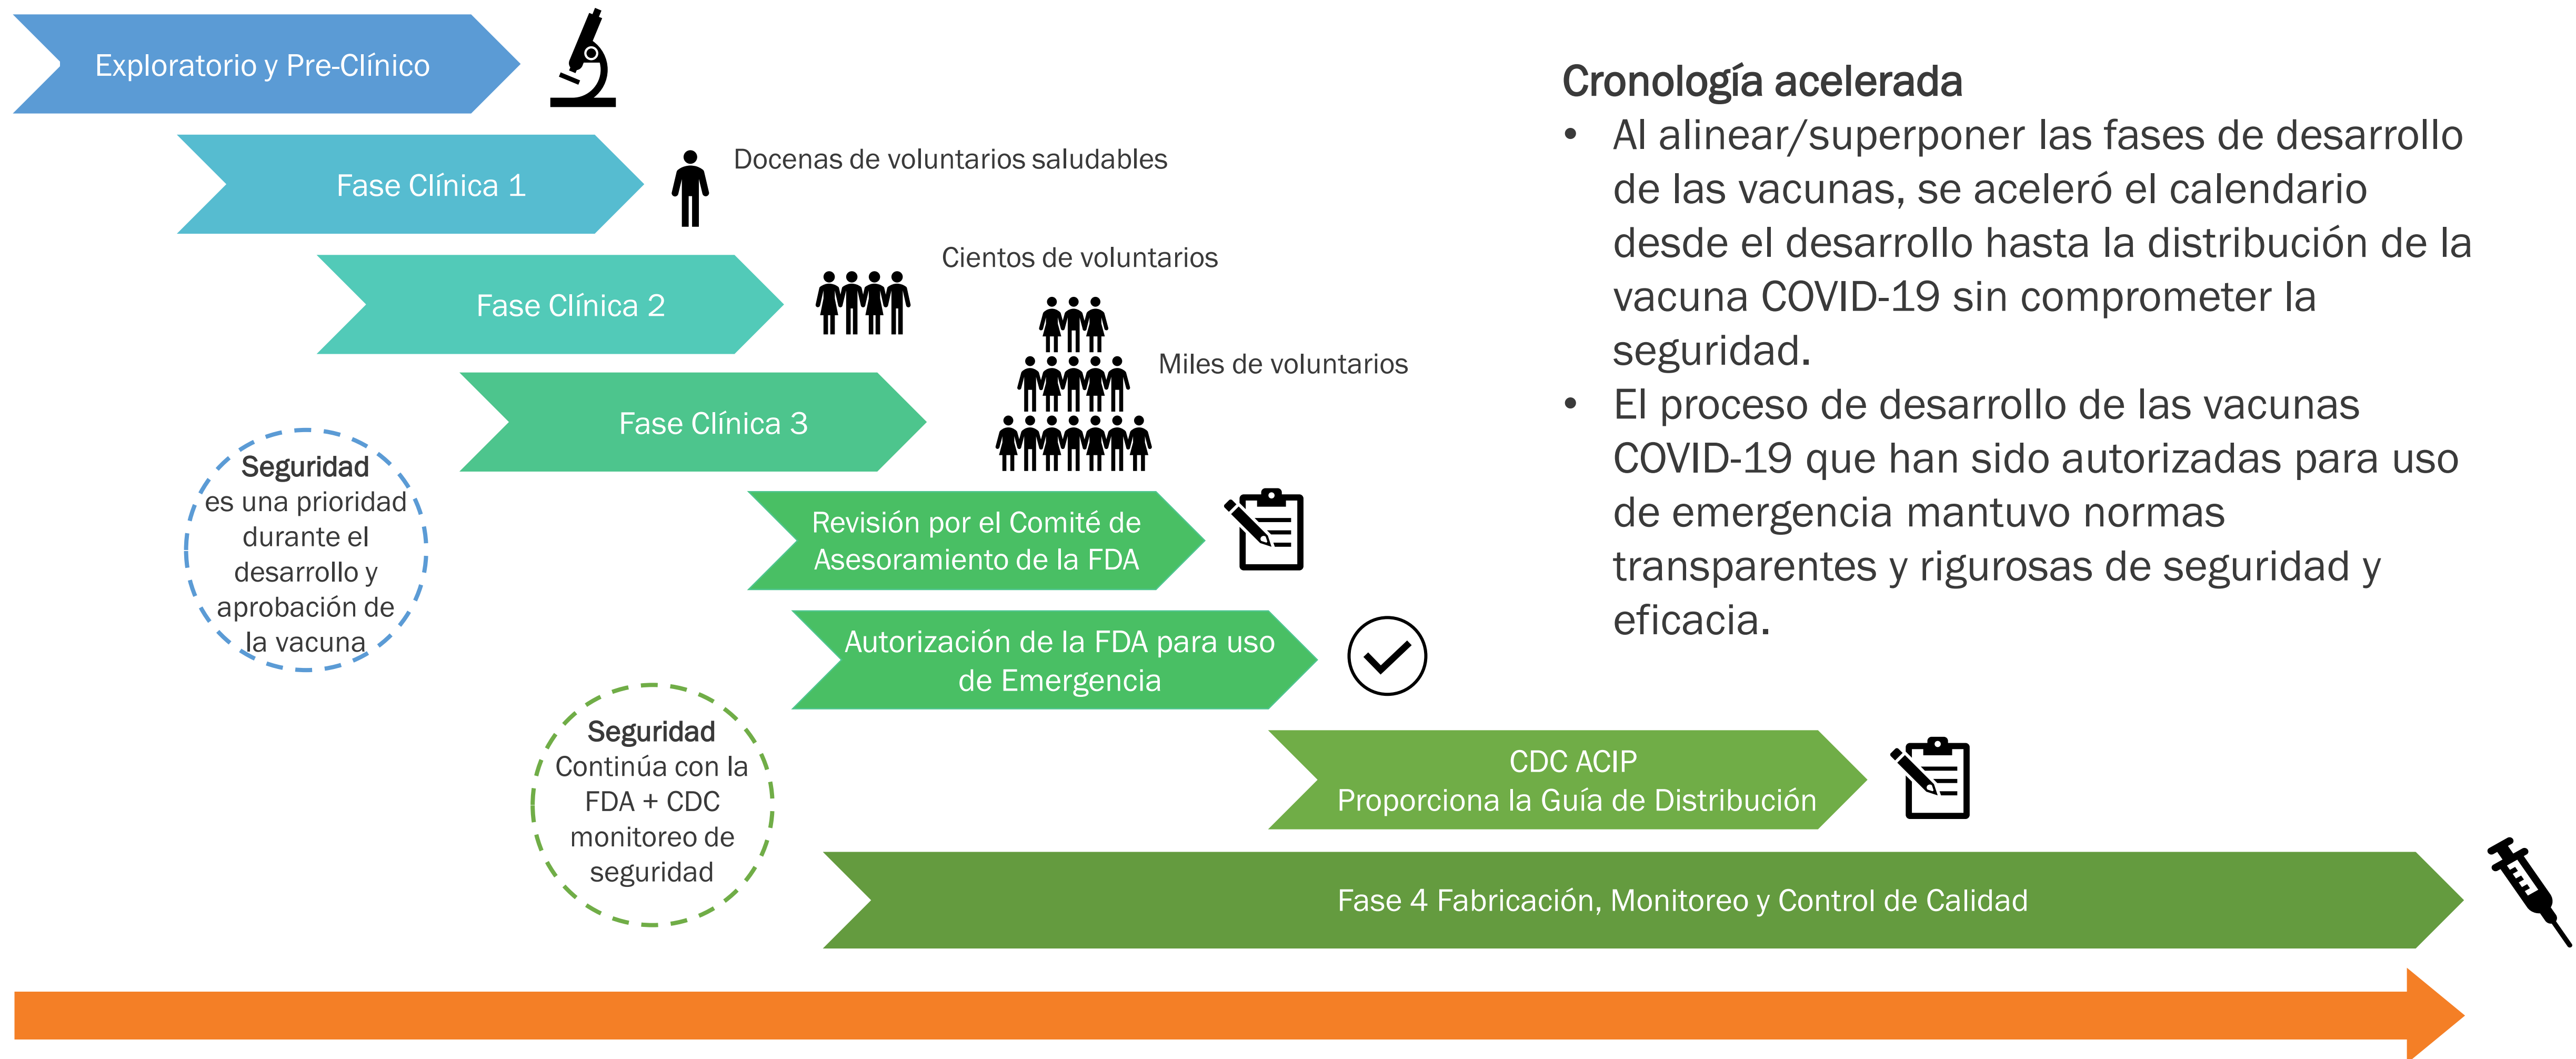 Exploratorio y Pre-Clínico
Fase Clínica 1
Docenas de voluntarios saludables
Fase Clínica 2
Cientos de voluntarios
Fase Clínica 3
Miles de voluntarios
Seguridad
es una prioridad
durante el
desarrollo y
aprobación de
la vacuna
Revisión por el Comité de
Asesoramiento de la FDA
Autorización de la FDA para uso
de Emergencia
Seguridad
Continúa con la
FDA + CDC
monitoreo de
seguridad
CDC ACIP
Proporciona la Guía de Distribución
Fase 4 Fabricación, Monitoreo y Control de Calidad
Cronología acelerada
• Al alinear/superponer las fases de desarrollo
de las vacunas, se aceleró el calendario
desde el desarrollo hasta la distribución de la
vacuna COVID-19 sin comprometer la
seguridad.
• El proceso de desarrollo de las vacunas
COVID-19 que han sido autorizadas para uso
de emergencia mantuvo normas
transparentes y rigurosas de seguridad y
eficacia.